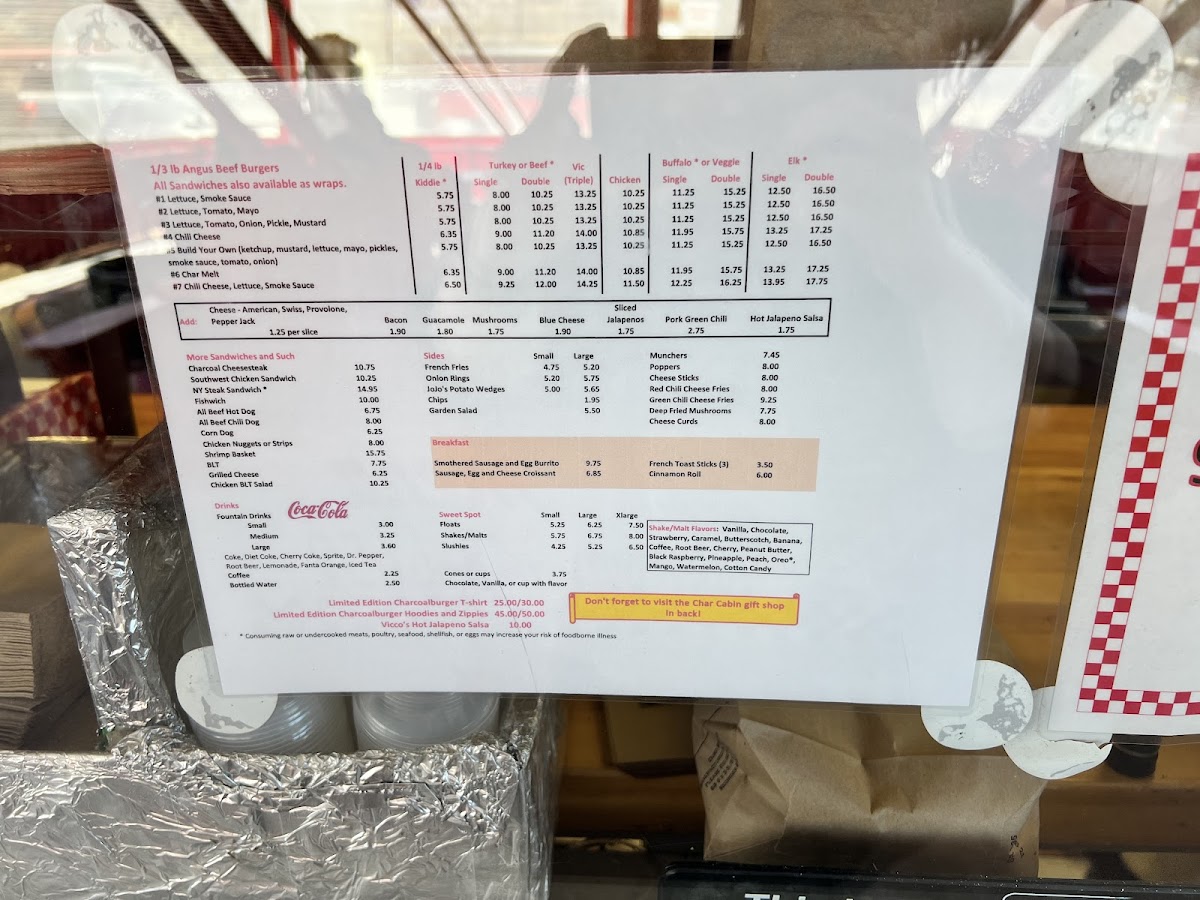 1/3 lb Angus Beef Burgers 1/4 lb Turkey or Beef * Vic Buffalo * or Veggie Elk *
All Sandwiches also available as wraps. Kiddie * Single Double (Triple) Chicken Single Double Single Double
#1 Lettuce, Smoke Sauce 5.75 8.00 10.25 13.25 10.25 11.25 15.25 12.50 16.50
#2 Lettuce, Tomato, Mayo 5.75 8.00 10.25 13.25 10.25 11.25 15.25 12.50 16.50
#3 Lettuce, Tomato, Onion, Pickle, Mustard 5.75 8.00 10.25 13.25 10.25 11.25 15.25 12.50 16.50
#4 Chili Cheese 6.35 9.00 11.20 14.00 10.85 11.95 15.75 13.25 17.25
#5 Build Your Own (ketchup, mustard, lettuce, mayo, pickles, 5.75 8.00 10.25 13.25 10.25 11.25 15.25 12.50 16.50
smoke sauce, tomato, onion)
#6 Char Melt 6.35 9.00 11.20 14.00 10.85 11.95 15.75 13.25 17.25
#7 Chili Cheese, Lettuce, Smoke Sauce 6.50 9.25 12.00 14.25 11.50 12.25 16.25 13.95 17.75
Cheese - American, Swiss, Provolone, Sliced
Add: Pepper Jack Bacon Guacamole Mushrooms Blue Cheese Jalapenos Pork Green Chili Hot Jalapeno Salsa
1.25 per slice 1.90 1.80 1.75 1.90 1.75 2.75 1.75
More Sandwiches and Such
Charcoal Cheesesteak 10.75
Southwest Chicken Sandwich 10.25
NY Steak Sandwich * 14.95
Fishwich 10.00
All Beef Hot Dog 6.75
All Beef Chili Dog 8.00
Corn Dog 6.25
Chicken Nuggets or Strips 8.00
Shrimp Basket 15.75
BLT 7.75
Grilled Cheese 6.25
Chicken BLT Salad 10.25
Sides Small Large
French Fries 4.75 5.20
Onion Rings 5.20 5.75
JoJo's Potato Wedges 5.00 5.65
Chips 1.95
Garden Salad 5.50
Munchers 7.45
Poppers 8.00
Cheese Sticks 8.00
Red Chili Cheese Fries 8.00
Green Chili Cheese Fries 9.25
Deep Fried Mushrooms 7.75
Cheese Curds 8.00
Breakfast
Smothered Sausage and Egg Burrito 9.75 French Toast Sticks (3) 3.50
Sausage, Egg and Cheese Croissant 6.85 Cinnamon Roll 6.00
Drinks
Fountain Drinks Coca-Cola
Small 3.00
Medium 3.25
Large 3.60
Coke, Diet Coke, Cherry Coke, Sprite, Dr. Pepper,
Root Beer, Lemonade, Fanta Orange, Iced Tea
Coffee 2.25
Bottled Water 2.50
Sweet Spot Small Large Xlarge
Floats 5.25 6.25 7.50
Shakes/Malts 5.75 6.75 8.00
Slushies 4.25 5.25 6.50
Cones or cups 3.75
Chocolate, Vanilla, or cup with flavor
Shake/Malt Flavors: Vanilla, Chocolate,
Strawberry, Caramel, Butterscotch, Banana,
Coffee, Root Beer, Cherry, Peanut Butter,
Black Raspberry, Pineapple, Peach, Oreo*,
Mango, Watermelon, Cotton Candy
Limited Edition Charcoalburger T-shirt 25.00/30.00
Limited Edition Charcoalburger Hoodies and Zippies 45.00/50.00
Vicco's Hot Jalapeno Salsa 10.00
Don't forget to visit the Char Cabin gift shop
in back!
* Consuming raw or undercooked meats, poultry, seafood, shellfish, or eggs may increase your risk of foodborne illness